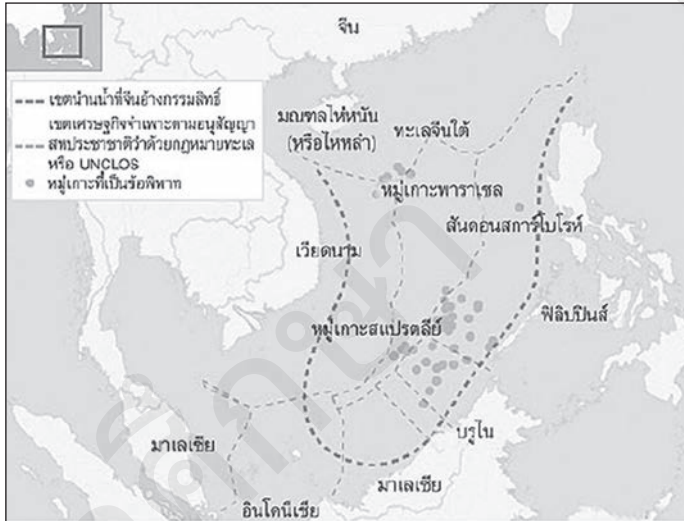 จีน
เขตน่านน้ำที่จีนอ้างกรรมสิทธิ์
เขตเศรษฐกิจจำเพาะตามอนุสัญญา
สหประชาชาติว่าด้วยกฎหมายทะเล
หรือ UNCLOS
หมู่เกาะที่เป็นข้อพิพาท
มณฑลไห่หนัน
(หรือไหหลำ)
ทะเลจีนใต้
หมู่เกาะพาราเซล
สันดอนสการ์โบโรห์
เวียดนาม
หมู่เกาะสแปรตลีย์
ฟิลิปปินส์
บรูไน
มาเลเซีย
มาเลเซีย
อินโดนีเซีย